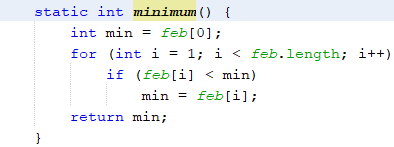 static int minimum() {
int min = feb[0];
for (int i = 1; i < feb.length; i++)
if (feb[i] < min)
min = feb[i];
return min;
}